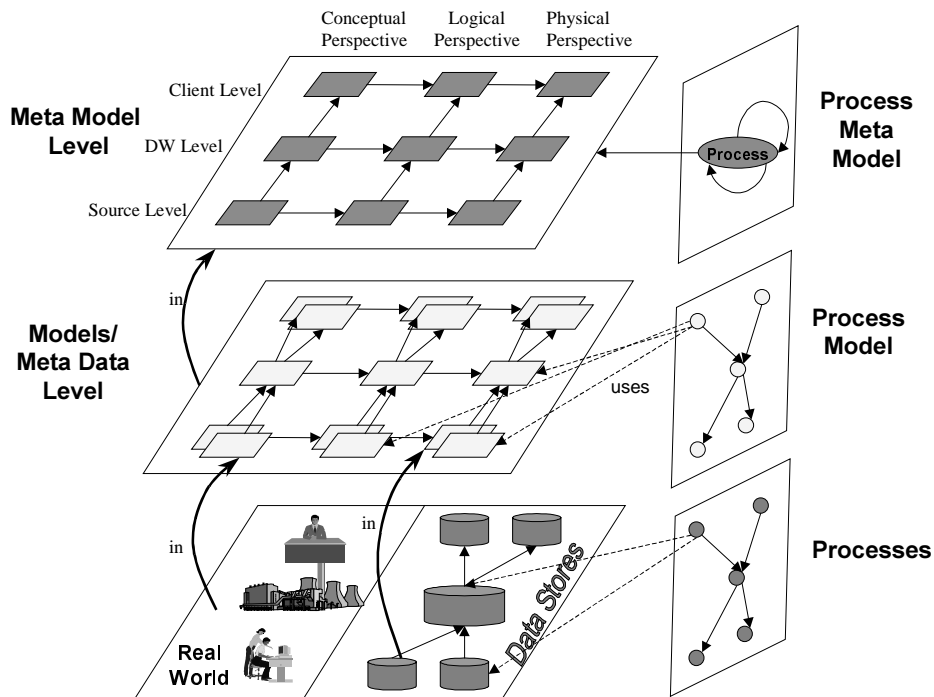 Conceptual Logical Physical
Perspective Perspective Perspective
Client Level
Meta Model
Level
DW Level
Source Level
Process
Meta
Model
Process
in
Models/
Meta Data
Level
Process
Model
uses
in
in
Real
World
Data Stores
Processes